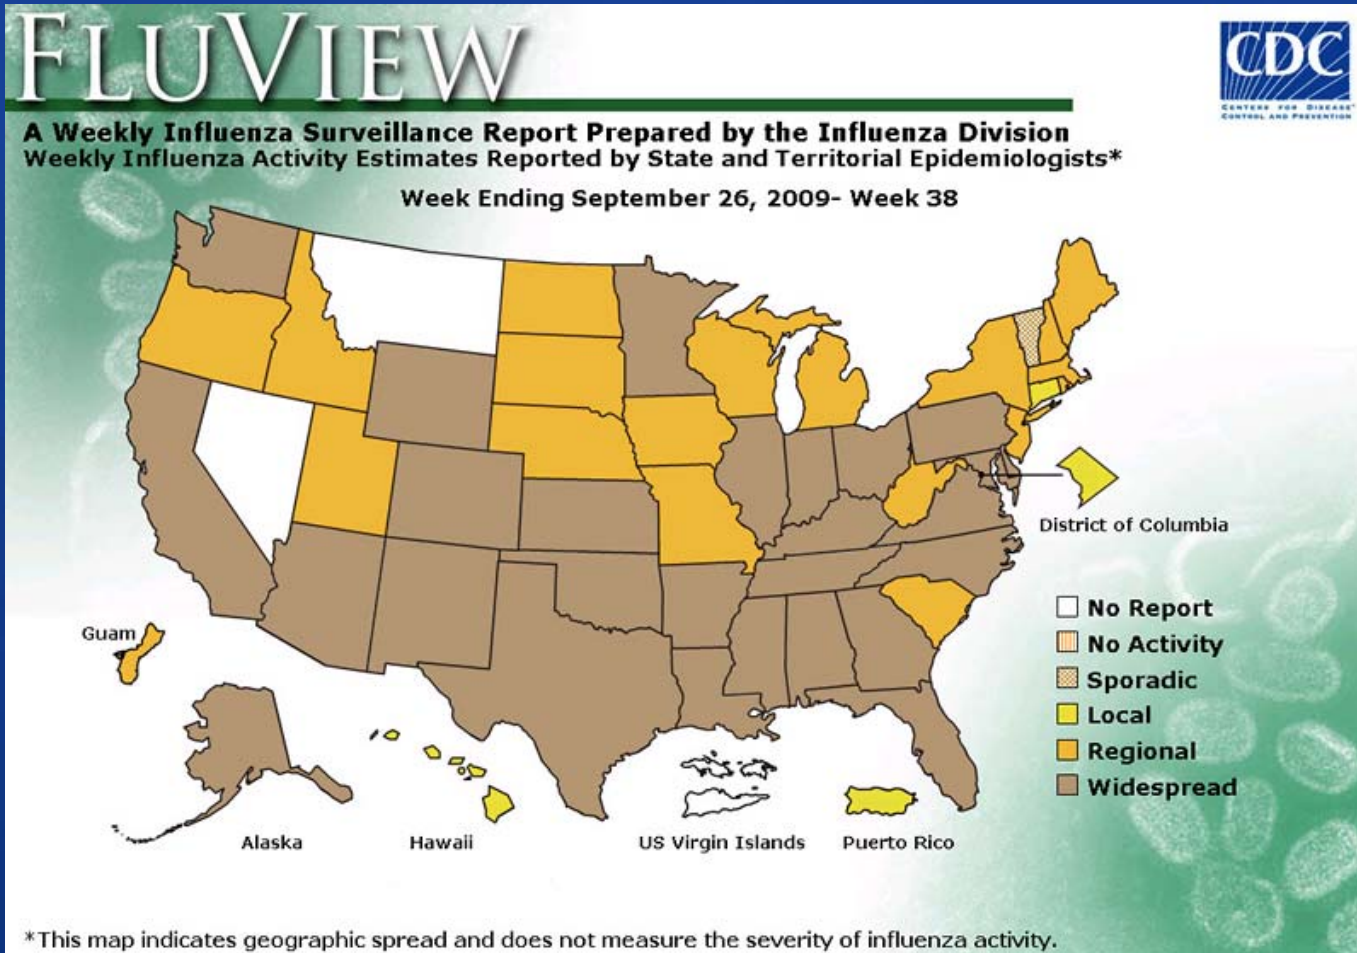 FLUVIEW
CDC
CENTERS FOR DISEASE
CONTROL AND PREVENTION
A Weekly Influenza Surveillance Report Prepared by the Influenza Division
Weekly Influenza Activity Estimates Reported by State and Territorial Epidemiologists*
Week Ending September 26, 2009- Week 38
District of Columbia
No Report
No Activity
Sporadic
Local
Regional
Widespread
Guam
Alaska
Hawaii
US Virgin Islands
Puerto Rico
*This map indicates geographic spread and does not measure the severity of influenza activity.